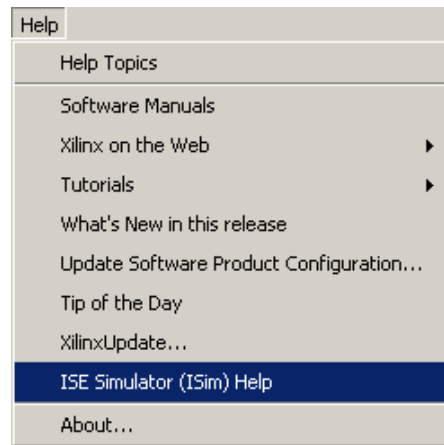 Help
Help Topics
Software Manuals
Xilinx on the Web
Tutorials
What's New in this release
Update Software Product Configuration...
Tip of the Day
XilinxUpdate...
ISE Simulator (ISim) Help
About...